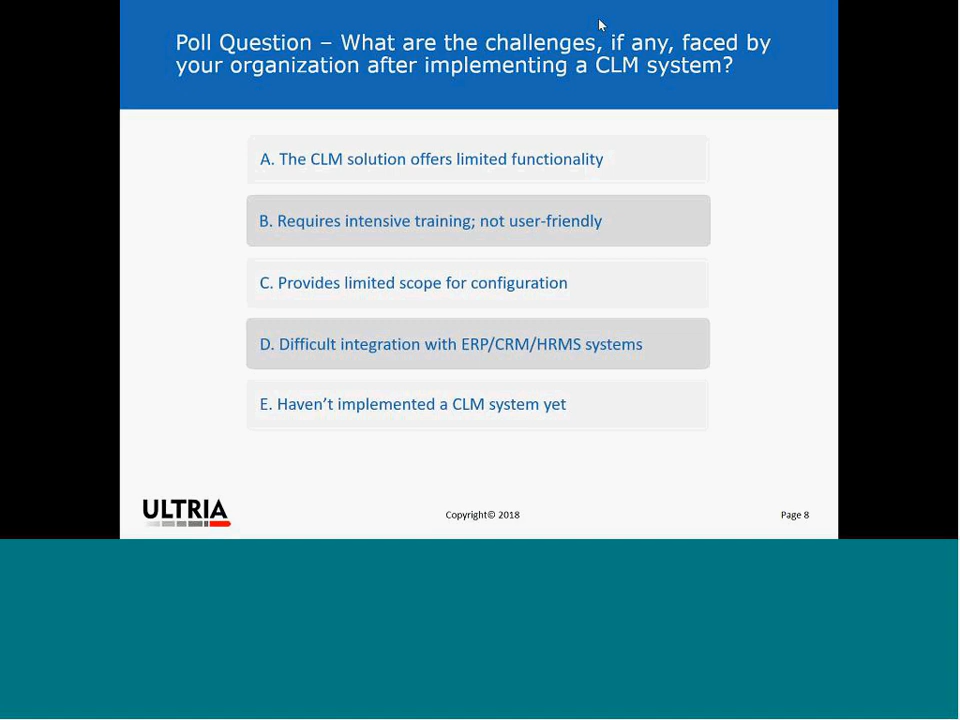 Poll Question – What are the challenges, if any, faced by
your organization after implementing a CLM system?
A. The CLM solution offers limited functionality
B. Requires intensive training; not user-friendly
C. Provides limited scope for configuration
D. Difficult integration with ERP/CRM/HRMS systems
E. Haven’t implemented a CLM system yet
ULTRIA
Copyright© 2018
Page 8